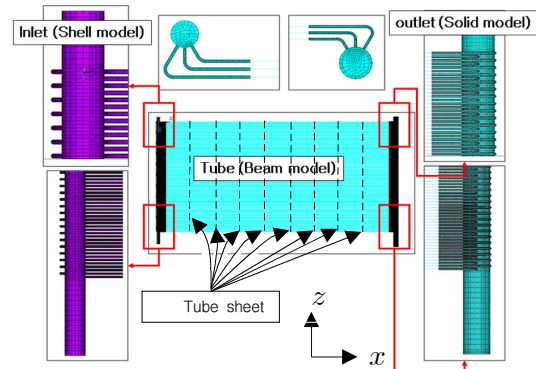 Inlet (Shell model)
outlet (Solid model)
Tube (Beam model)
Tube sheet
z
x